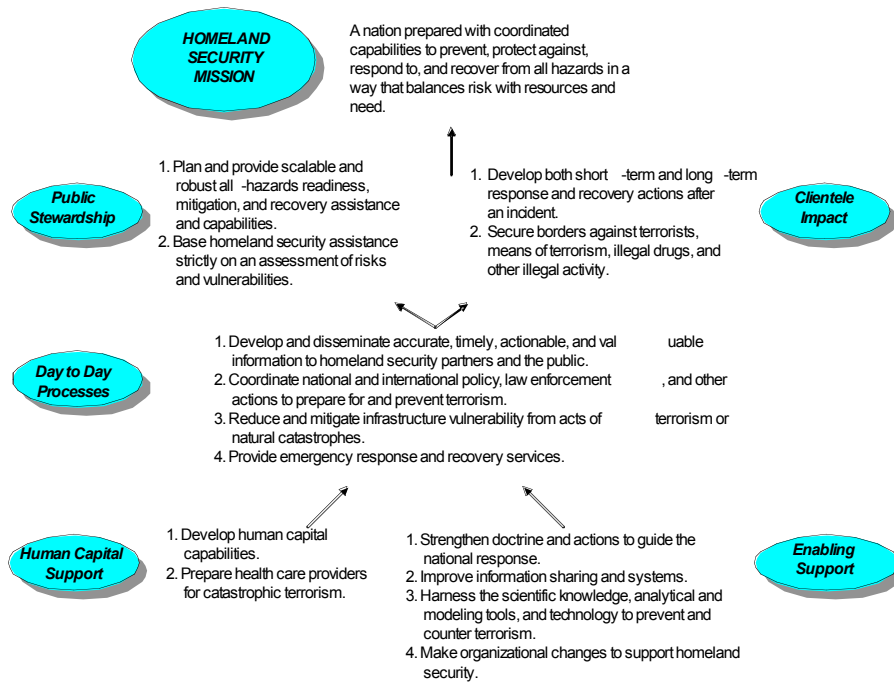 HOMELAND
SECURITY
MISSION
A nation prepared with coordinated
capabilities to prevent, protect against,
respond to, and recover from all hazards in a
way that balances risk with resources and
need.
Public
Stewardship
1. Plan and provide scalable and
robust all -hazards readiness,
mitigation, and recovery assistance
and capabilities.
2. Base homeland security assistance
strictly on an assessment of risks
and vulnerabilities.
1. Develop both short -term and long -term
response and recovery actions after
an incident.
2. Secure borders against terrorists,
means of terrorism, illegal drugs, and
other illegal activity.
Clientele
Impact
Day to Day
Processes
1. Develop and disseminate accurate, timely, actionable, and val uable
information to homeland security partners and the public.
2. Coordinate national and international policy, law enforcement , and other
actions to prepare for and prevent terrorism.
3. Reduce and mitigate infrastructure vulnerability from acts of terrorism or
natural catastrophes.
4. Provide emergency response and recovery services.
Human Capital
Support
1. Develop human capital
capabilities.
2. Prepare health care providers
for catastrophic terrorism.
1. Strengthen doctrine and actions to guide the
national response.
2. Improve information sharing and systems.
3. Harness the scientific knowledge, analytical and
modeling tools, and technology to prevent and
counter terrorism.
4. Make organizational changes to support homeland
security.
Enabling
Support